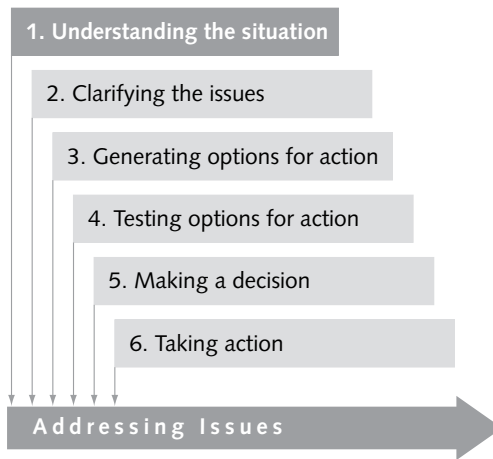 1. Understanding the situation
2. Clarifying the issues
3. Generating options for action
4. Testing options for action
5. Making a decision
6. Taking action
Addressing Issues